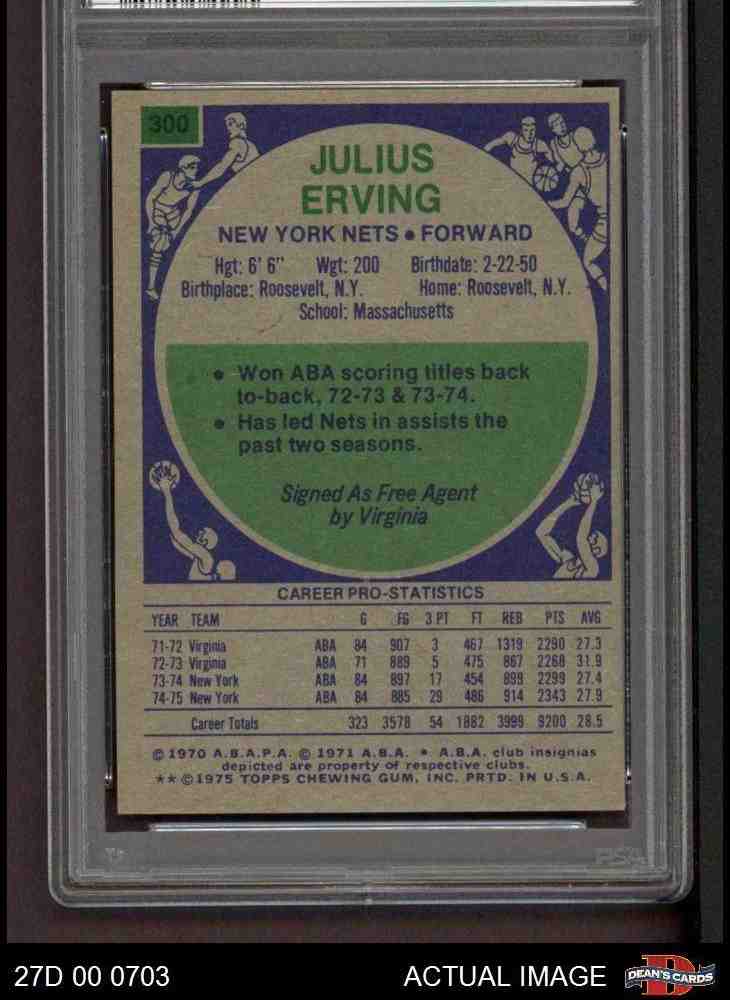 300
JULIUS
ERVING
NEW YORK NETS • FORWARD
Hgt: 6' 6" Wgt: 200 Birthdate: 2-22-50
Birthplace: Roosevelt, N.Y. Home: Roosevelt, N.Y.
School: Massachusetts
• Won ABA scoring titles back
to-back, 72-73 & 73-74.
• Has led Nets in assists the
past two seasons.
Signed As Free Agent
by Virginia
CAREER PRO-STATISTICS
YEAR TEAM G FG 3 PT FT REB PTS AVG
71-72 Virginia ABA 84 907 3 467 1319 2290 27.3
72-73 Virginia ABA 71 889 5 475 867 2268 31.9
73-74 New York ABA 84 897 17 454 899 2299 27.4
74-75 New York ABA 84 885 29 486 914 2343 27.9
Career Totals 323 3578 54 1882 3999 9200 28.5
© 1970 A.B.A.P.A. © 1971 A.B.A. • A.B.A. club insignias
depicted are property of respective clubs.
** © 1975 TOPPS CHEWING GUM, INC. PRTD. IN U.S.A.
PSA
27D 00 0703 ACTUAL IMAGE DEAN'S CARDS